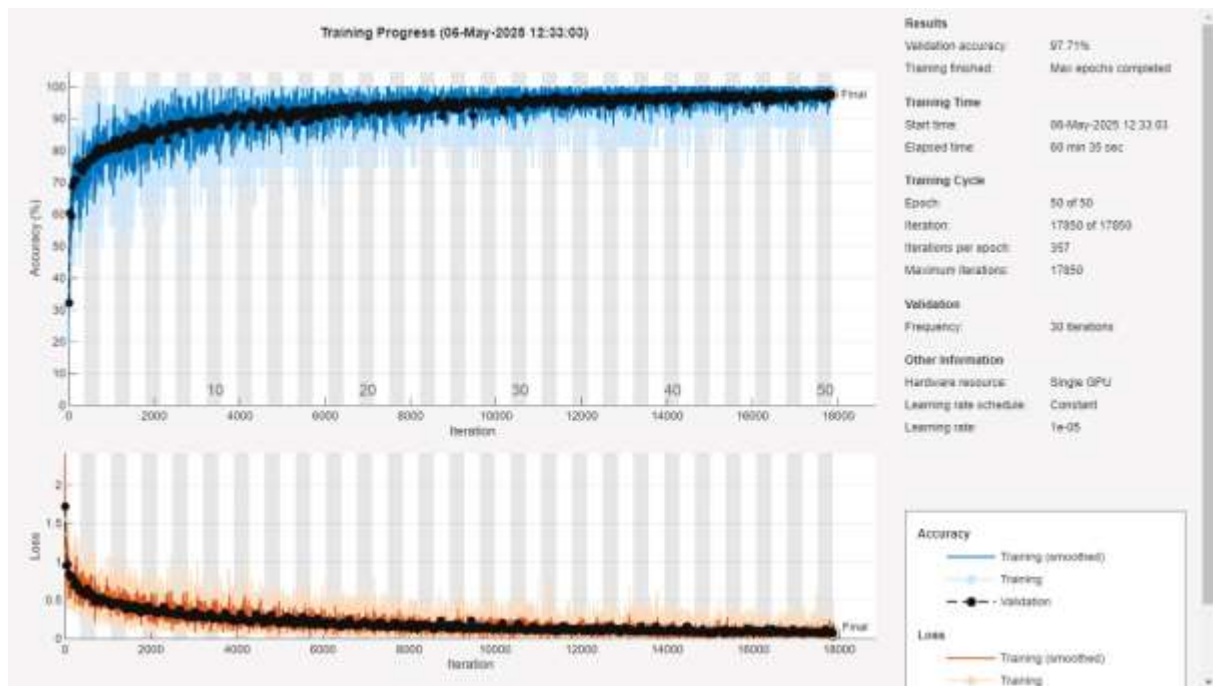 Training Progress (06-May-2025 12:33:03)
Accuracy (%)
100
90
80
70
60
50
40
30
20
10
0
10 20 30 40 50
Final
0 2000 4000 6000 8000 10000 12000 14000 16000 18000
Iteration
Loss
2
1.5
1
0.5
0
Final
0 2000 4000 6000 8000 10000 12000 14000 16000 18000
Iteration
Results
Validation accuracy: 97.71%
Training finished: Max epochs completed
Training Time
Start time: 06-May-2025 12:33:03
Elapsed time: 60 min 35 sec
Training Cycle
Epoch: 50 of 50
Iteration: 17850 of 17850
Iterations per epoch: 357
Maximum iterations: 17850
Validation
Frequency: 30 iterations
Other Information
Hardware resource: Single GPU
Learning rate schedule: Constant
Learning rate: 1e-05
Accuracy
Training (smoothed)
Training
Validation
Loss
Training (smoothed)
Training